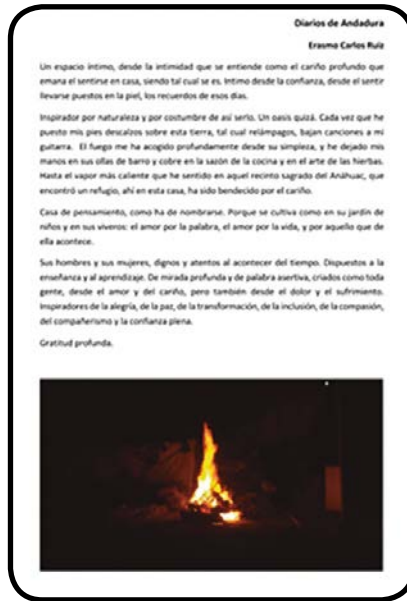 Diarios de Andadura
Erasmo Carlos Ruiz
Un espacio íntimo, desde la intimidad que se entiende como el cariño profundo que
emana el sentirse en casa, siendo tal cual se es. Intimo desde la confianza, desde el sentir
llevarse puestos en la piel, los recuerdos de esos días.
Inspirador por naturaleza y por costumbre de así serlo. Un oasis quizá. Cada vez que he
puesto mis pies descalzos sobre esta tierra, tal cual relámpagos, bajan canciones a mi
guitarra. El fuego me ha acogido profundamente desde su simpleza, y he dejado mis
manos en sus ollas de barro y cobre en la sazón de la cocina y en el arte de las hierbas.
Hasta el vapor más caliente que he sentido en aquel recinto sagrado del Anáhuac, que
encontró un refugio, ahí en esta casa, ha sido bendecido por el cariño.
Casa de pensamiento, como ha de nombrarse. Porque se cultiva como en su jardín de
niños y en sus viveros: el amor por la palabra, el amor por la vida, y por aquello que de
ella acontece.
Sus hombres y sus mujeres, dignos y atentos al acontecer del tiempo. Dispuestos a la
enseñanza y al aprendizaje. De mirada profunda y de palabra asertiva, criados como toda
gente, desde el amor y del cariño, pero también desde el dolor y el sufrimiento.
Inspiradores de la alegría, de la paz, de la transformación, de la inclusión, de la compasión,
del compañerismo y la confianza plena.
Gratitud profunda.